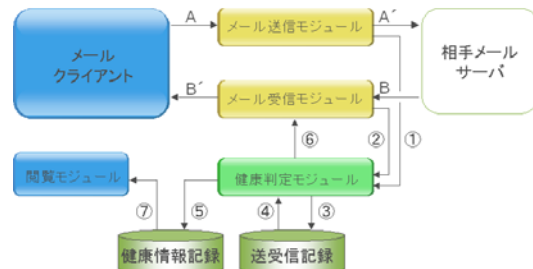 A
メール送信モジュール
A´
メール
クライアント
相手メール
サーバ
B´
メール受信モジュール
B
⑥
②
①
閲覧モジュール
健康判定モジュール
⑦
⑤
④
③
健康情報記録
送受信記録